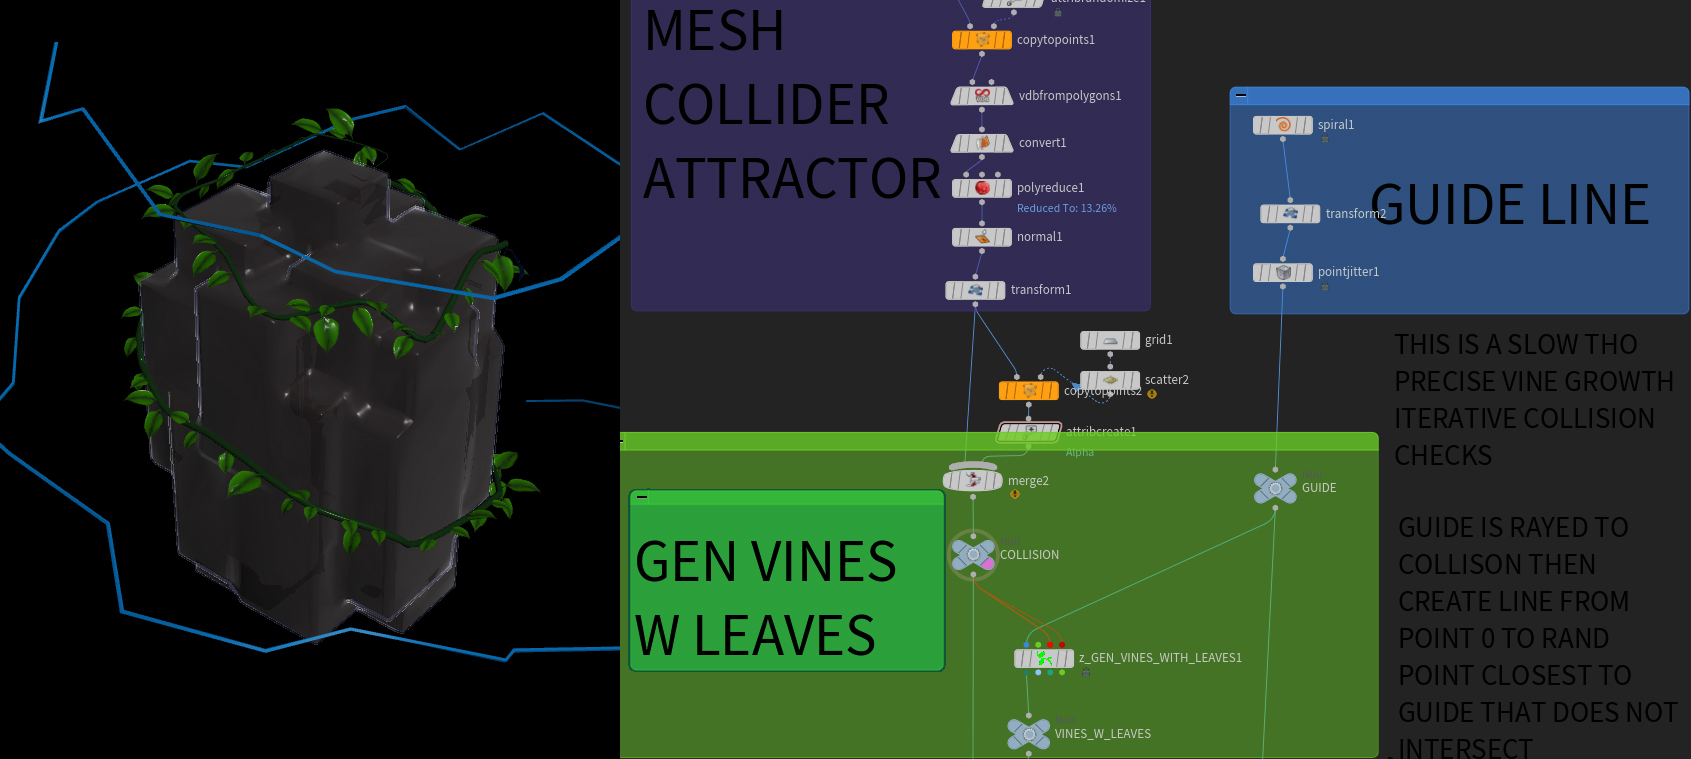 MESH
COLLIDER
ATTRACTOR
copytopoints1
vdbfrompolygons1
convert1
polyreduce1
Reduced To: 13.26%
normal1
transform1
spiral1
transform2
GUIDE LINE
pointjitter1
grid1
scatter2
copytopoints2
attribcreate1
Alpha
merge2
COLLISION
GUIDE
GEN VINES
W LEAVES
z_GEN_VINES_WITH_LEAVES1
VINES_W_LEAVES
THIS IS A SLOW THO
PRECISE VINE GROWTH
ITERATIVE COLLISION
CHECKS
GUIDE IS RAYED TO
COLLISON THEN
CREATE LINE FROM
POINT 0 TO RAND
POINT CLOSEST TO
GUIDE THAT DOES NOT
INTERSECT